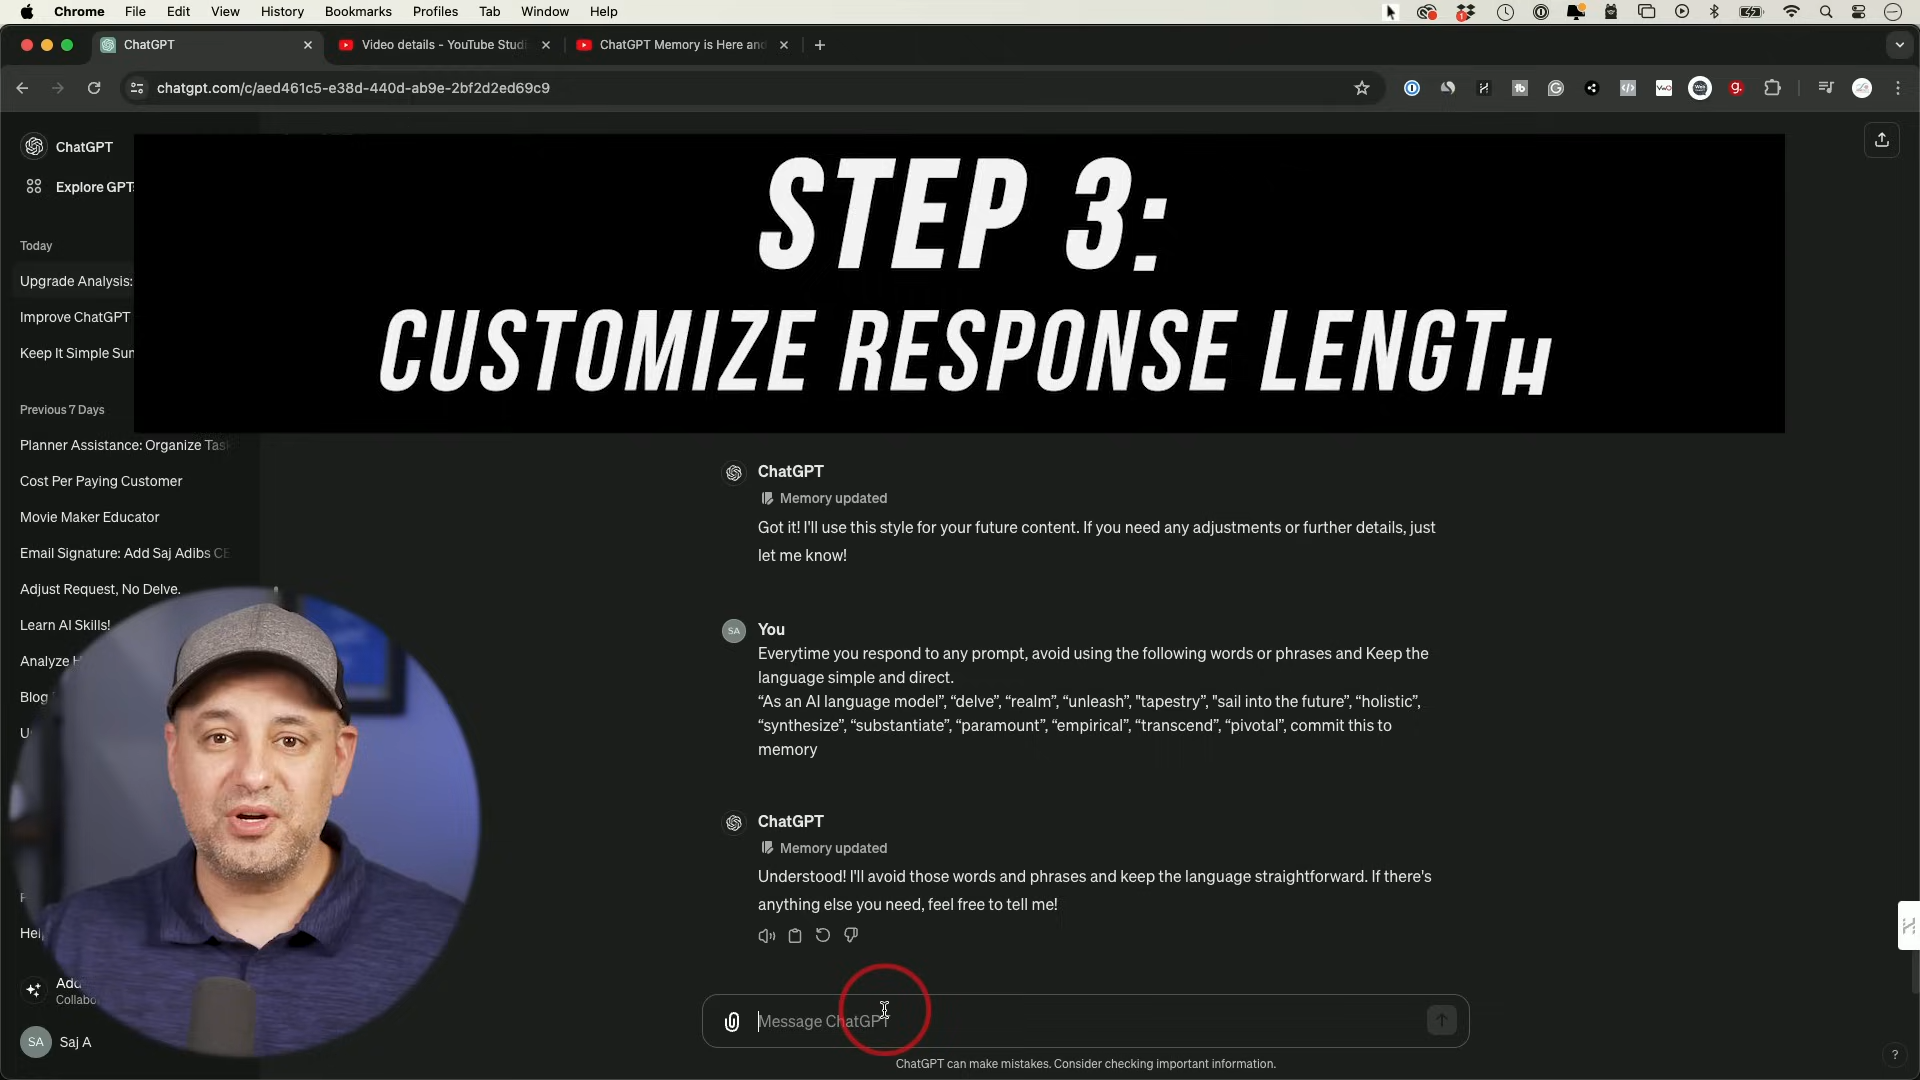 Chrome File Edit View History Bookmarks Profiles Tab Window Help
ChatGPT
Video details - YouTube Studi
ChatGPT Memory is Here and
chatgpt.com/c/aed461c5-e38d-440d-ab9e-2bf2d2ed69c9
ChatGPT
Explore GPTs
STEP 3:
CUSTOMIZE RESPONSE LENGTH
Today
Upgrade Analysis:
Improve ChatGPT
Keep It Simple Sum
Previous 7 Days
Planner Assistance: Organize Task
Cost Per Paying Customer
Movie Maker Educator
Email Signature: Add Saj Adibs CE
Adjust Request, No Delve.
Learn AI Skills!
Analyze
Blog
Add
Collabo
SA
Saj A
ChatGPT
Memory updated
Got it! I'll use this style for your future content. If you need any adjustments or further details, just
let me know!
SA
You
Everytime you respond to any prompt, avoid using the following words or phrases and Keep the
language simple and direct.
“As an AI language model”, “delve”, “realm”, “unleash”, "tapestry", "sail into the future”, “holistic”,
“synthesize”, “substantiate”, “paramount”, “empirical”, “transcend”, “pivotal”, commit this to
memory
ChatGPT
Memory updated
Understood! I'll avoid those words and phrases and keep the language straightforward. If there's
anything else you need, feel free to tell me!
Message ChatGPT
ChatGPT can make mistakes. Consider checking important information.
?